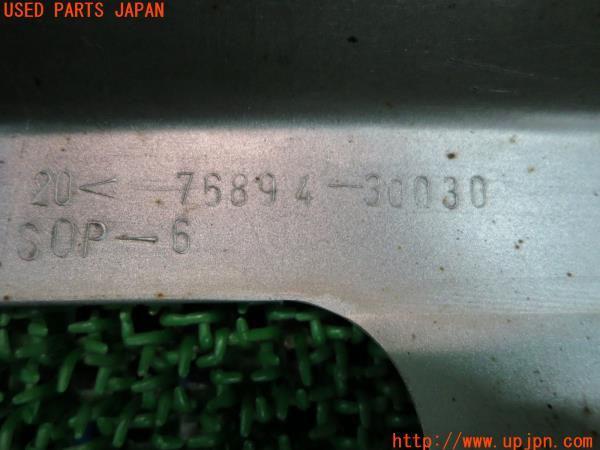 USED PARTS JAPAN
20< -76894-30030
SOP-6
http://www.upjpn.com/